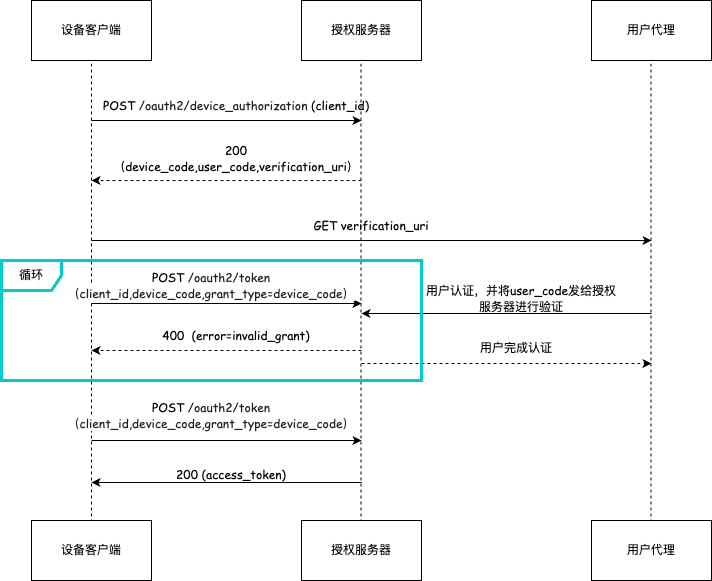 设备客户端
授权服务器
用户代理
POST /oauth2/device_authorization (client_id)
200
(device_code,user_code,verification_uri)
GET verification_uri
循环
POST /oauth2/token
(client_id,device_code,grant_type=device_code)
用户认证，并将user_code发给授权
服务器进行验证
400 (error=invalid_grant)
用户完成认证
POST /oauth2/token
(client_id,device_code,grant_type=device_code)
200 (access_token)
设备客户端
授权服务器
用户代理